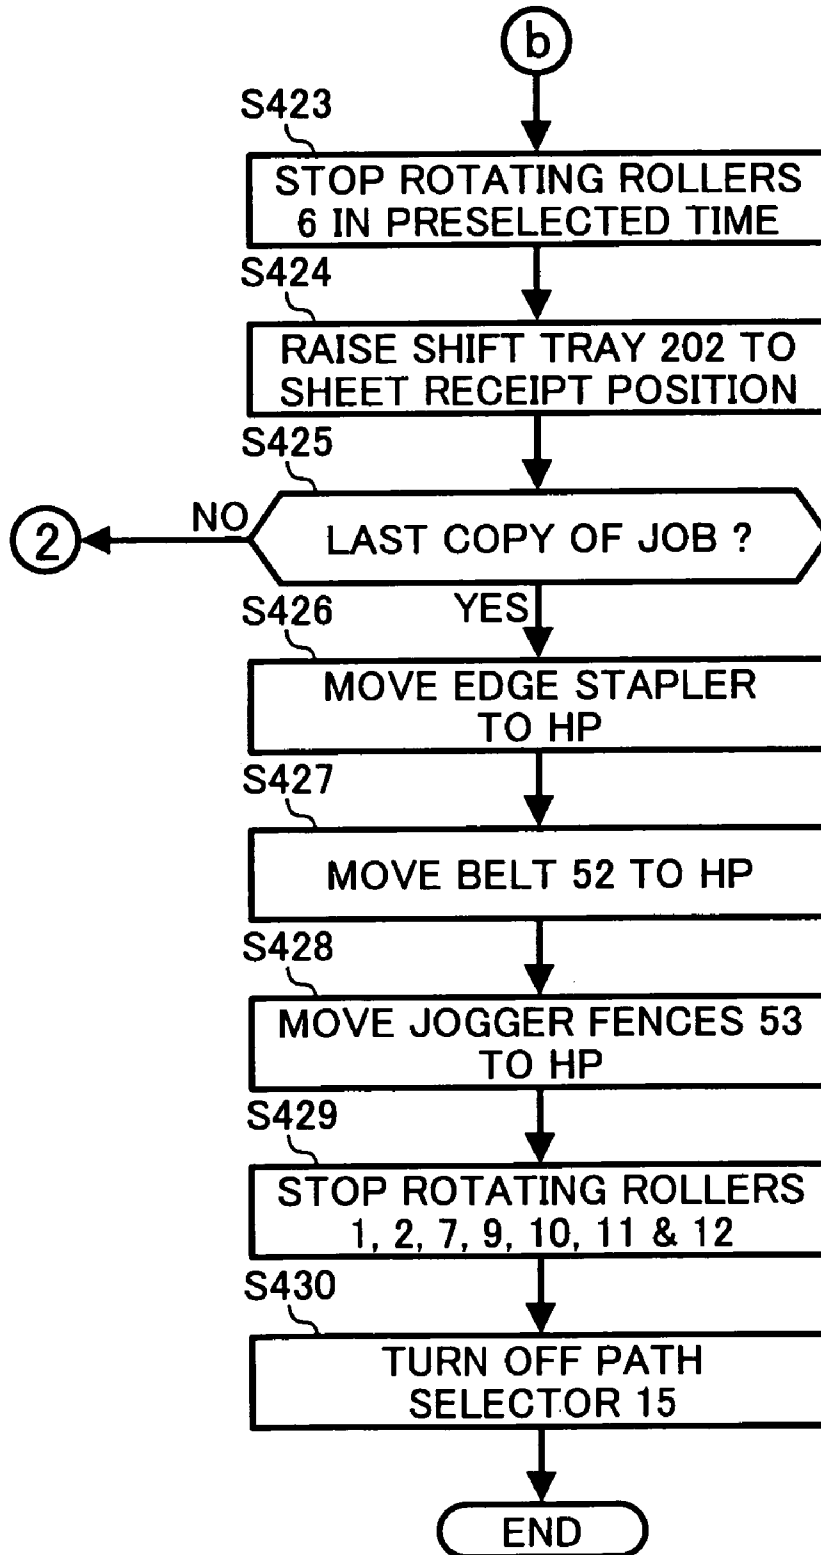 b
S423
STOP ROTATING ROLLERS
6 IN PRESELECTED TIME
S424
RAISE SHIFT TRAY 202 TO
SHEET RECEIPT POSITION
S425
LAST COPY OF JOB ?
NO
2
YES
S426
MOVE EDGE STAPLER
TO HP
S427
MOVE BELT 52 TO HP
S428
MOVE JOGGER FENCES 53
TO HP
S429
STOP ROTATING ROLLERS
1, 2, 7, 9, 10, 11 & 12
S430
TURN OFF PATH
SELECTOR 15
END